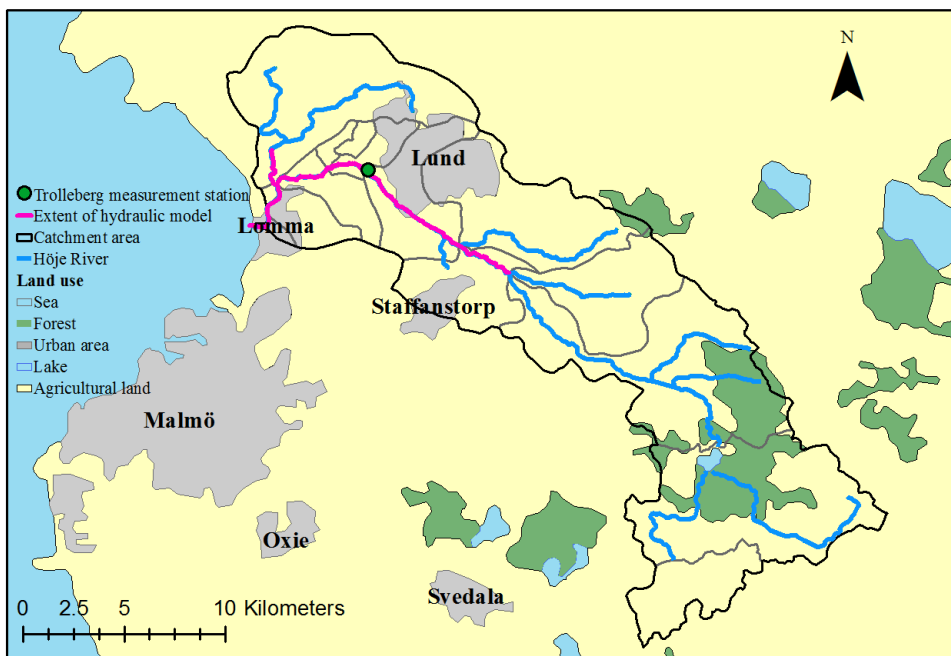 N
Lund
Trolleberg measurement station
Extent of hydraulic model
Lomma
Catchment area
Höje River
Land use
Sea
Staffanstorp
Forest
Urban area
Lake
Agricultural land
Malmö
Oxie
Svedala
0 2.5 5 10 Kilometers